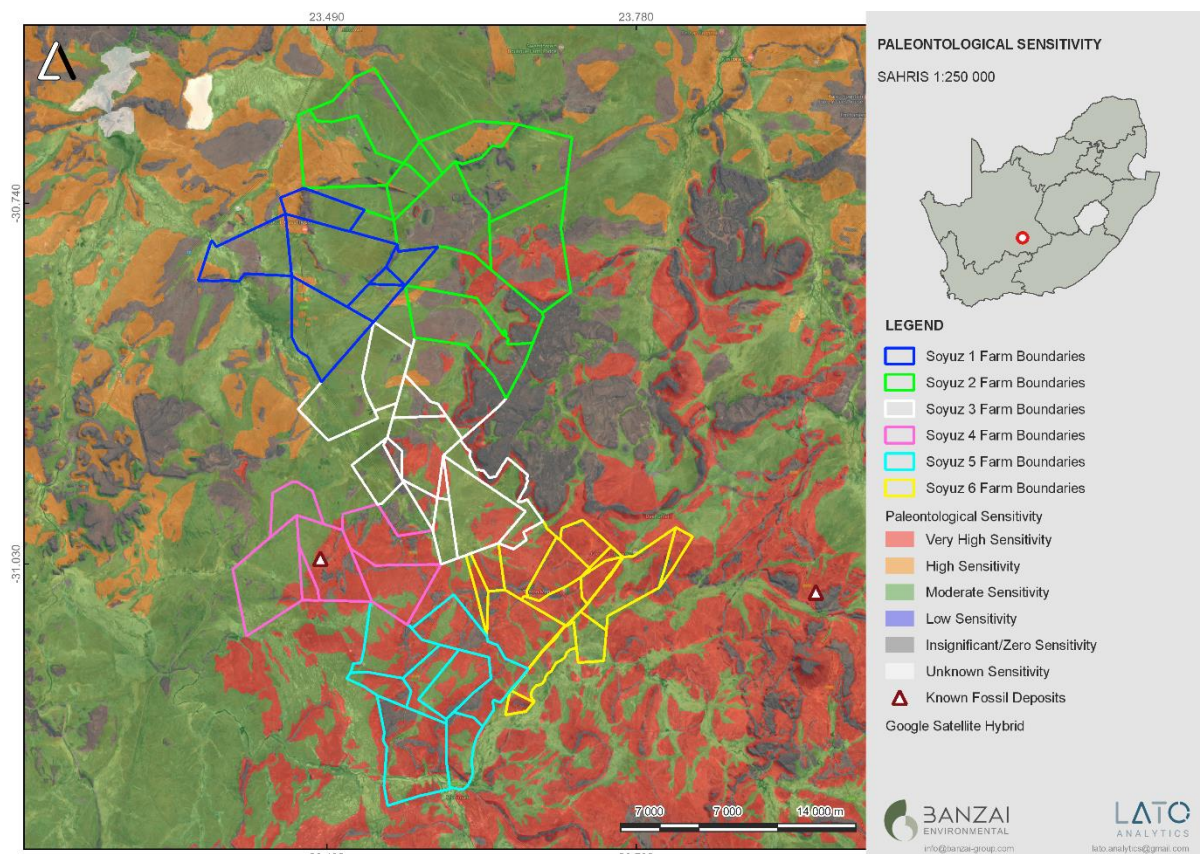 23.490 23.780
PALEONTOLOGICAL SENSITIVITY
SAHRIS 1:250 000
-30.740
-31.030
LEGEND
Soyuz 1 Farm Boundaries
Soyuz 2 Farm Boundaries
Soyuz 3 Farm Boundaries
Soyuz 4 Farm Boundaries
Soyuz 5 Farm Boundaries
Soyuz 6 Farm Boundaries
Paleontological Sensitivity
Very High Sensitivity
High Sensitivity
Moderate Sensitivity
Low Sensitivity
Insignificant/Zero Sensitivity
Unknown Sensitivity
Known Fossil Deposits
Google Satellite Hybrid
7 000 7 000 14 000 m
BANZAI
ENVIRONMENTAL
info@banzai-group.com
LATO
ANALYTICS
lato.analytics@gmail.com